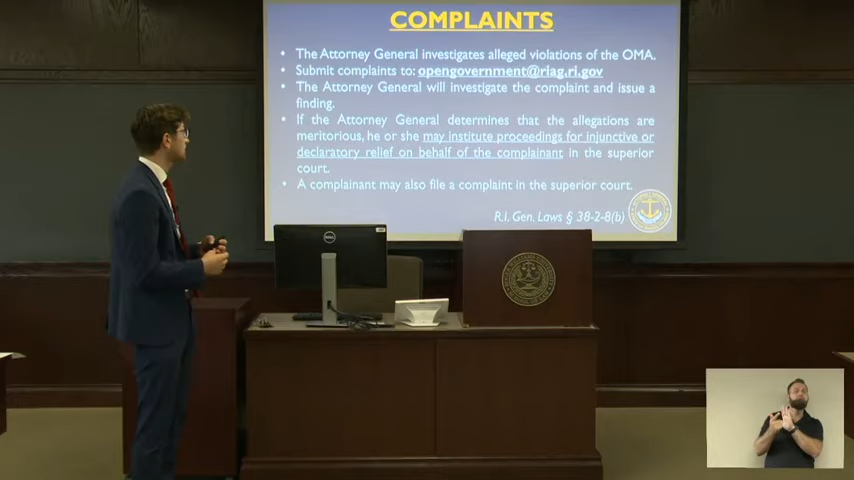 COMPLAINTS
• The Attorney General investigates alleged violations of the OMA.
• Submit complaints to: opengovernment@riag.ri.gov
• The Attorney General will investigate the complaint and issue a
finding.
• If the Attorney General determines that the allegations are
meritorious, he or she may institute proceedings for injunctive or
declaratory relief on behalf of the complainant in the superior
court.
• A complainant may also file a complaint in the superior court.
R.I. Gen. Laws § 38-2-8(b)
DELL